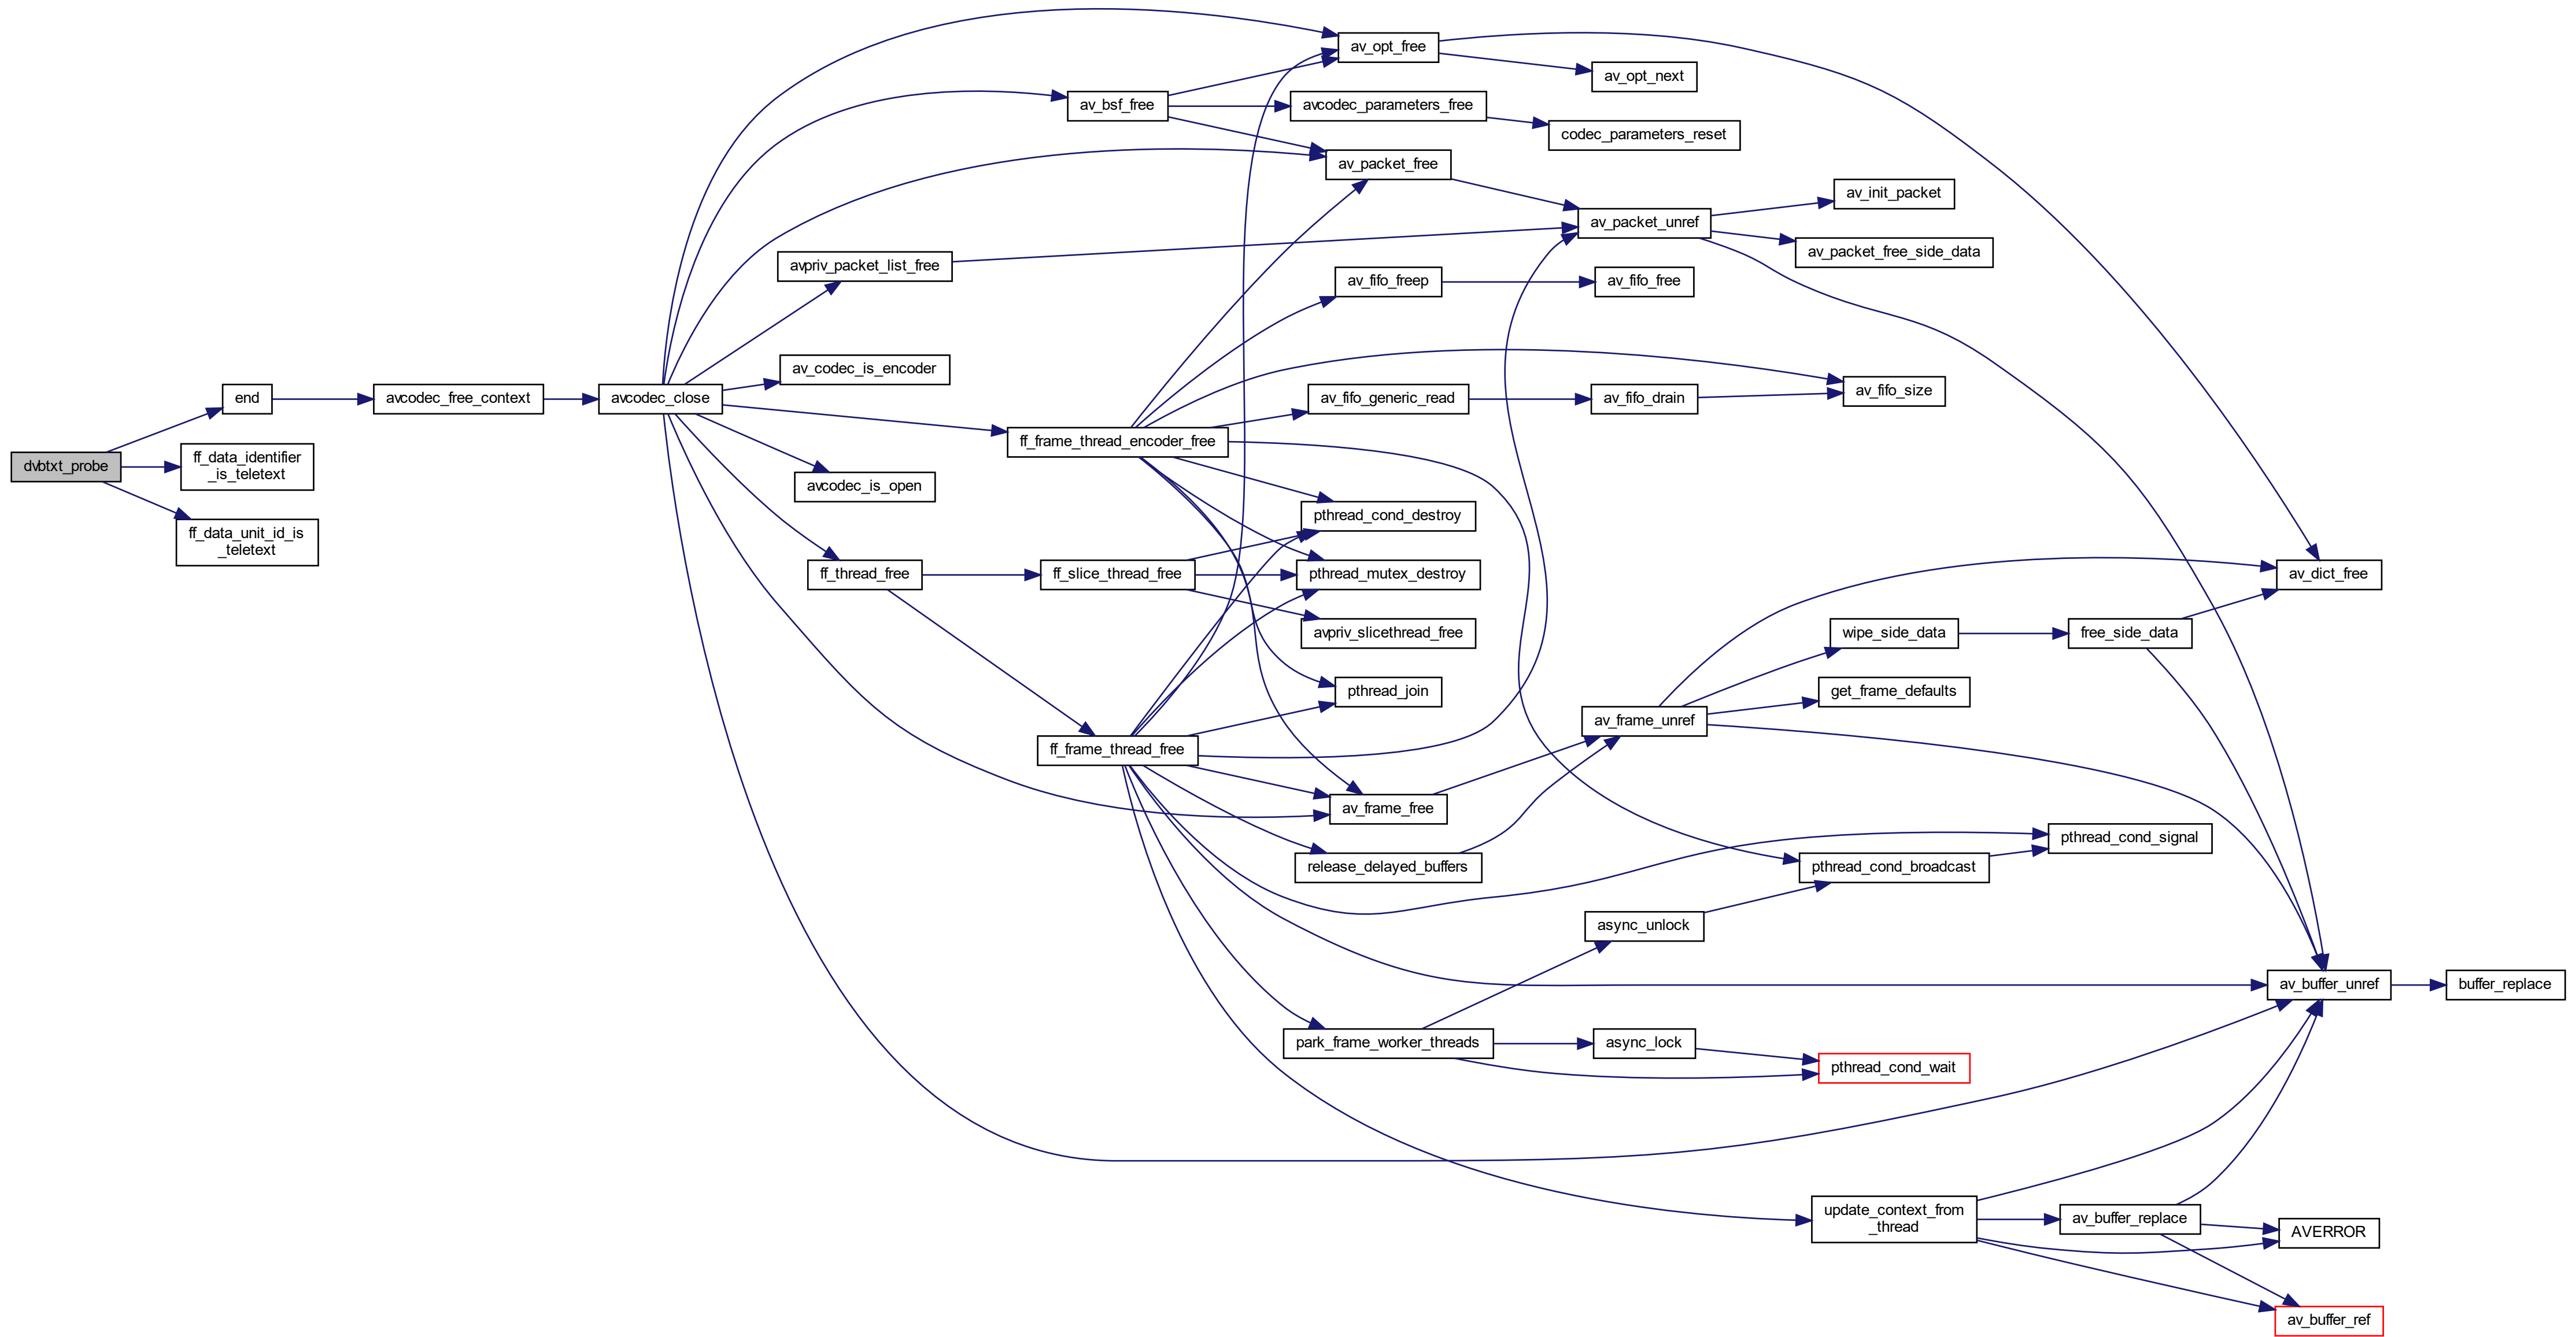 dvbtxt_probe
end
ff_data_identifier
_is_teletext
ff_data_unit_id_is
_teletext
avcodec_free_context
avcodec_close
av_opt_free
av_opt_next
av_bsf_free
avcodec_parameters_free
codec_parameters_reset
av_packet_free
av_packet_unref
av_init_packet
av_packet_free_side_data
avpriv_packet_list_free
av_fifo_freep
av_fifo_free
av_codec_is_encoder
av_fifo_generic_read
av_fifo_drain
av_fifo_size
ff_frame_thread_encoder_free
avcodec_is_open
pthread_cond_destroy
ff_thread_free
ff_slice_thread_free
pthread_mutex_destroy
av_dict_free
avpriv_slicethread_free
wipe_side_data
free_side_data
pthread_join
get_frame_defaults
av_frame_unref
ff_frame_thread_free
av_frame_free
pthread_cond_signal
release_delayed_buffers
pthread_cond_broadcast
async_unlock
av_buffer_unref
buffer_replace
park_frame_worker_threads
async_lock
pthread_cond_wait
update_context_from
_thread
av_buffer_replace
AVERROR
av_buffer_ref